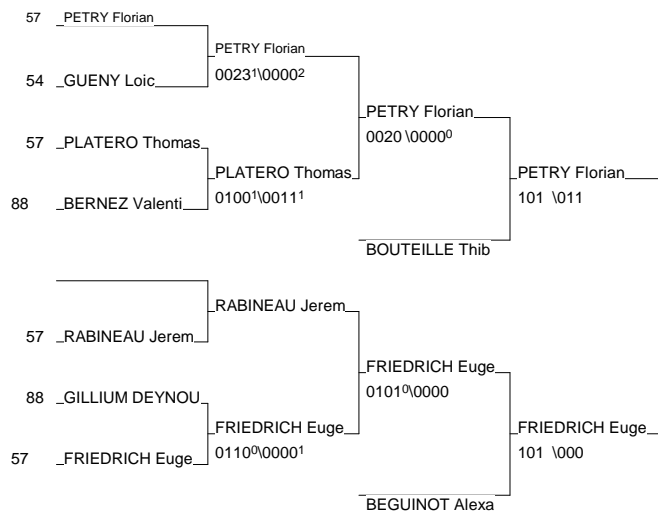 57 PETRY Florian
PETRY Florian
00231\00002
54 GUENY Loic
PETRY Florian
0020 \00000
57 PLATERO Thomas
PLATERO Thomas
01001\00111
PETRY Florian
101 \011
88 BERNEZ Valenti
BOUTEILLE Thib
RABINEAU Jerem
57 RABINEAU Jerem
FRIEDRICH Euge
01010\0000
88 GILLIUM DEYNOU
FRIEDRICH Euge
01100\00001
FRIEDRICH Euge
101 \000
57 FRIEDRICH Euge
BEGUINOT Alexa